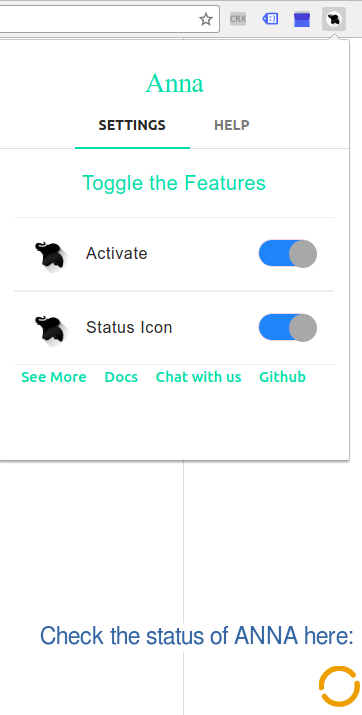 CRX
Anna
SETTINGS HELP
Toggle the Features
Activate
Status Icon
See More Docs Chat with us Github
Check the status of ANNA here: